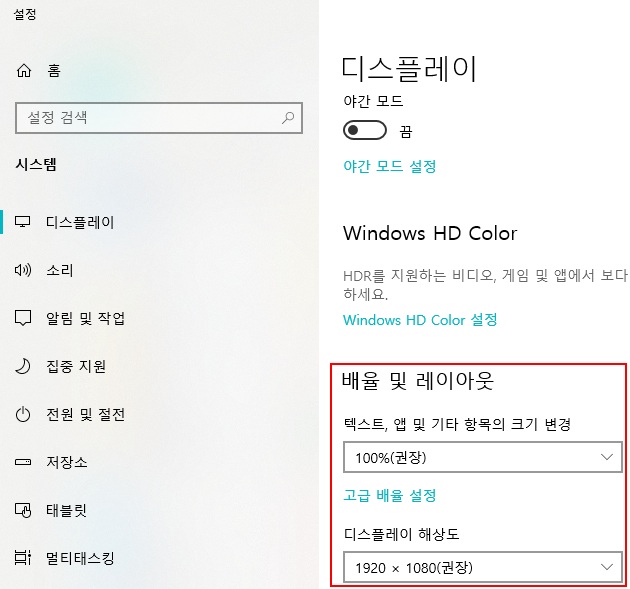 설정
홈
설정 검색
시스템
디스플레이
소리
알림 및 작업
집중 지원
전원 및 절전
저장소
태블릿
멀티태스킹
디스플레이
야간 모드
끔
야간 모드 설정
Windows HD Color
HDR를 지원하는 비디오, 게임 및 앱에서 보다
하세요.
Windows HD Color 설정
배율 및 레이아웃
텍스트, 앱 및 기타 항목의 크기 변경
100%(권장)
고급 배율 설정
디스플레이 해상도
1920 × 1080(권장)